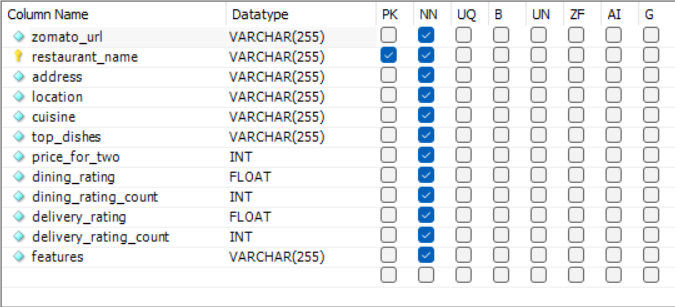 Column Name Datatype PK NN UQ B UN ZF AI G
zomato_url VARCHAR(255)
restaurant_name VARCHAR(255)
address VARCHAR(255)
location VARCHAR(255)
cuisine VARCHAR(255)
top_dishes VARCHAR(255)
price_for_two INT
dining_rating FLOAT
dining_rating_count INT
delivery_rating FLOAT
delivery_rating_count INT
features VARCHAR(255)